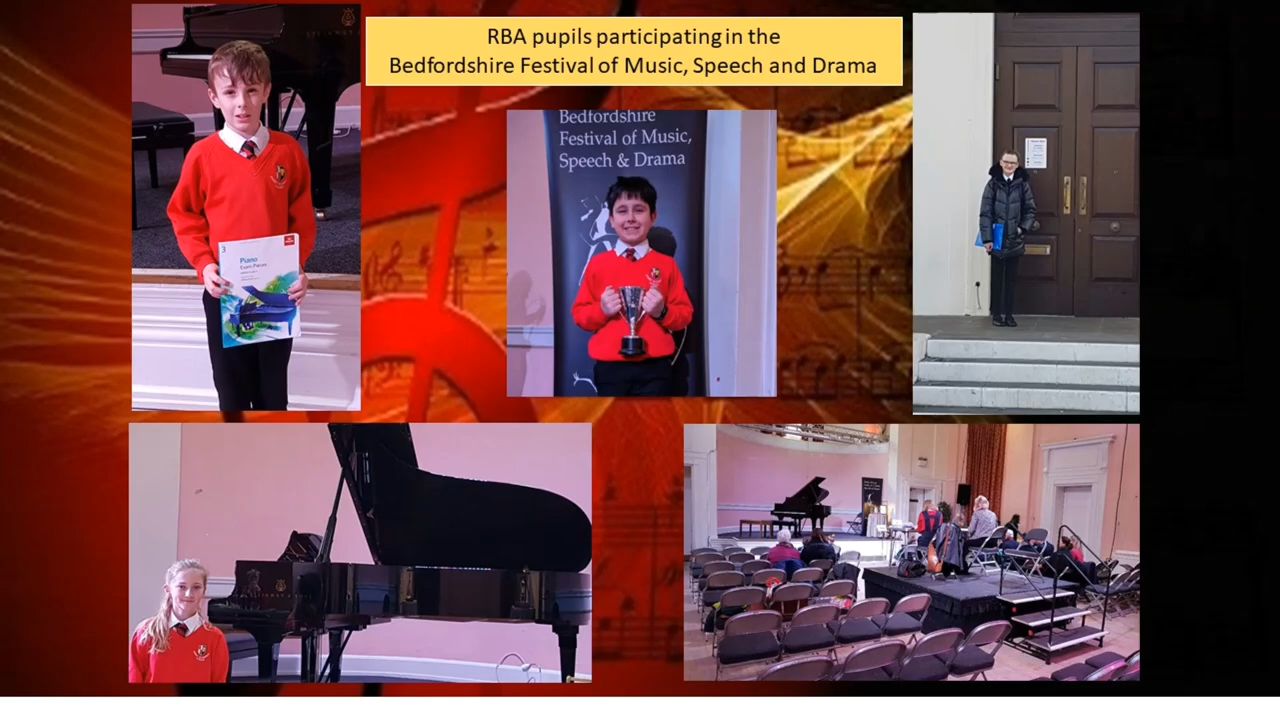 RBA pupils participating in the
Bedfordshire Festival of Music, Speech and Drama
Bedfordshire
Festival of Music,
Speech & Drama
3
Piano
Exam Pieces